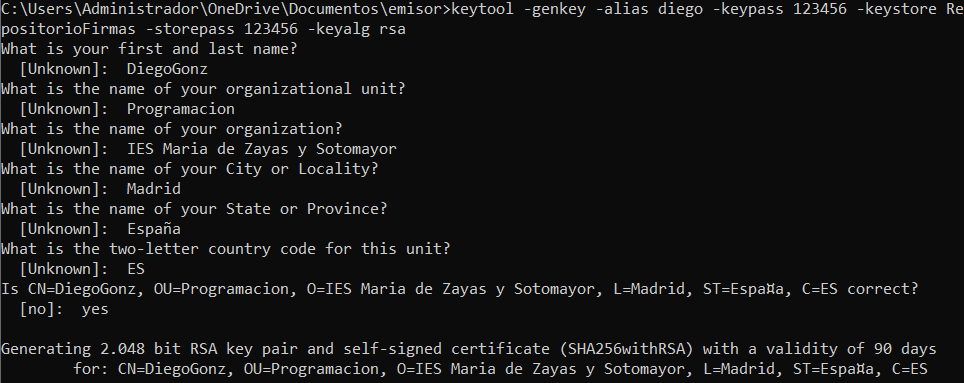 C:\Users\Administrador\OneDrive\Documentos\emisor>keytool -genkey -alias diego -keypass 123456 -keystore Re
positorioFirmas -storepass 123456 -keyalg rsa
What is your first and last name?
  [Unknown]:  DiegoGonz
What is the name of your organizational unit?
  [Unknown]:  Programacion
What is the name of your organization?
  [Unknown]:  IES Maria de Zayas y Sotomayor
What is the name of your City or Locality?
  [Unknown]:  Madrid
What is the name of your State or Province?
  [Unknown]:  España
What is the two-letter country code for this unit?
  [Unknown]:  ES
Is CN=DiegoGonz, OU=Programacion, O=IES Maria de Zayas y Sotomayor, L=Madrid, ST=Espa¤a, C=ES correct?
  [no]:  yes

Generating 2.048 bit RSA key pair and self-signed certificate (SHA256withRSA) with a validity of 90 days
        for: CN=DiegoGonz, OU=Programacion, O=IES Maria de Zayas y Sotomayor, L=Madrid, ST=Espa¤a, C=ES